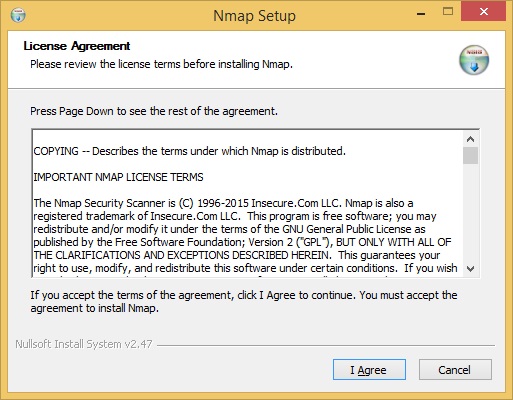 Nmap Setup
License Agreement
Please review the license terms before installing Nmap.
Press Page Down to see the rest of the agreement.
COPYING -- Describes the terms under which Nmap is distributed.
IMPORTANT NMAP LICENSE TERMS
The Nmap Security Scanner is (C) 1996-2015 Insecure.Com LLC. Nmap is also a
registered trademark of Insecure.Com LLC.  This program is free software; you may
redistribute and/or modify it under the terms of the GNU General Public License as
published by the Free Software Foundation; Version 2 ("GPL"), BUT ONLY WITH ALL OF
THE CLARIFICATIONS AND EXCEPTIONS DESCRIBED HEREIN.  This guarantees your
right to use, modify, and redistribute this software under certain conditions.  If you wish
If you accept the terms of the agreement, click I Agree to continue. You must accept the
agreement to install Nmap.
Nullsoft Install System v2.47
I Agree
Cancel